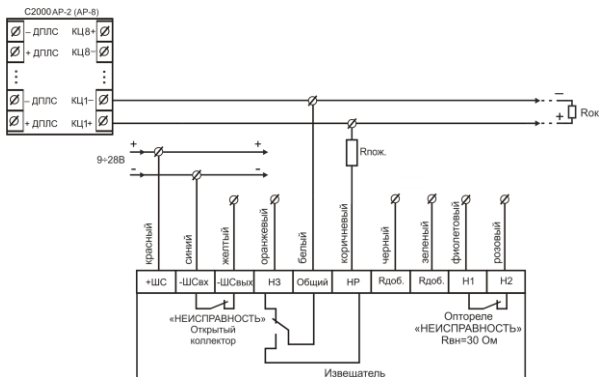 С2000 АР-2 (АР-8)
– ДПЛС КЦ8+
+ ДПЛС КЦ8–
– ДПЛС КЦ1–
+ ДПЛС КЦ1+
–
+
Rок
+ +
9÷28В
- -
Rпож.
красный
синий
желтый
оранжевый
белый
коричневый
черный
зеленый
фиолетовый
розовый
+ШС -ШСвх -ШСвых НЗ Общий НР Rдоб. Rдоб. Н1 Н2
«НЕИСПРАВНОСТЬ»
Открытый
коллектор
Оптореле
«НЕИСПРАВНОСТЬ»
Rвн=30 Ом
Извещатель